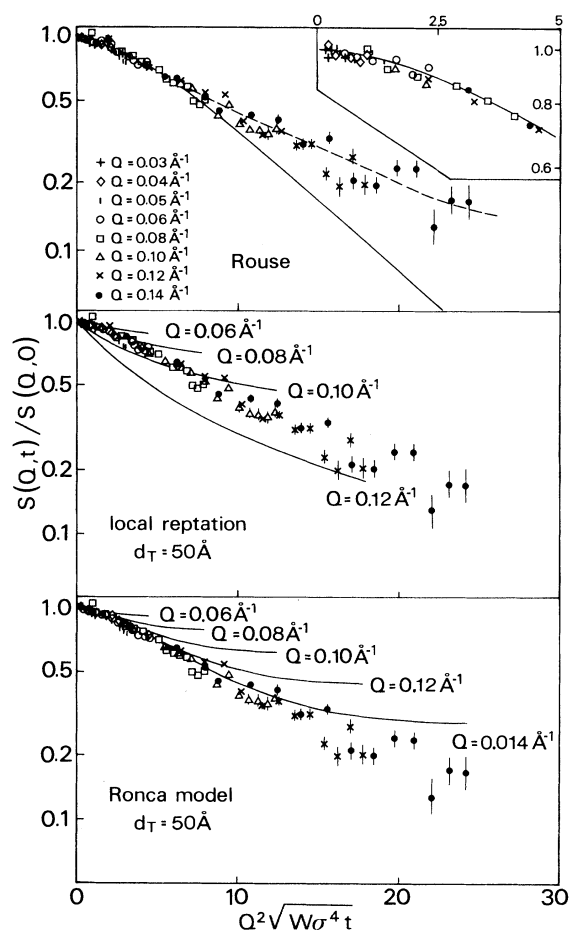 0 2.5 5
1.0
0.8
0.6
1.0
0.5
0.2
0.1
Q = 0.03 Å⁻¹
Q = 0.04 Å⁻¹
Q = 0.05 Å⁻¹
Q = 0.06 Å⁻¹
Q = 0.08 Å⁻¹
Q = 0.10 Å⁻¹
Q = 0.12 Å⁻¹
Q = 0.14 Å⁻¹
Rouse
S(Q,t)/S(Q,0)
1.0
0.5
0.2
0.1
Q = 0.06 Å⁻¹
Q = 0.08 Å⁻¹
Q = 0.10 Å⁻¹
Q = 0.12 Å⁻¹
local reptation
d_T = 50 Å
1.0
0.5
0.2
0.1
Q = 0.06 Å⁻¹
Q = 0.08 Å⁻¹
Q = 0.10 Å⁻¹
Q = 0.12 Å⁻¹
Q = 0.014 Å⁻¹
Ronca model
d_T = 50 Å
0 10 20 30
Q²√Wσ⁴t